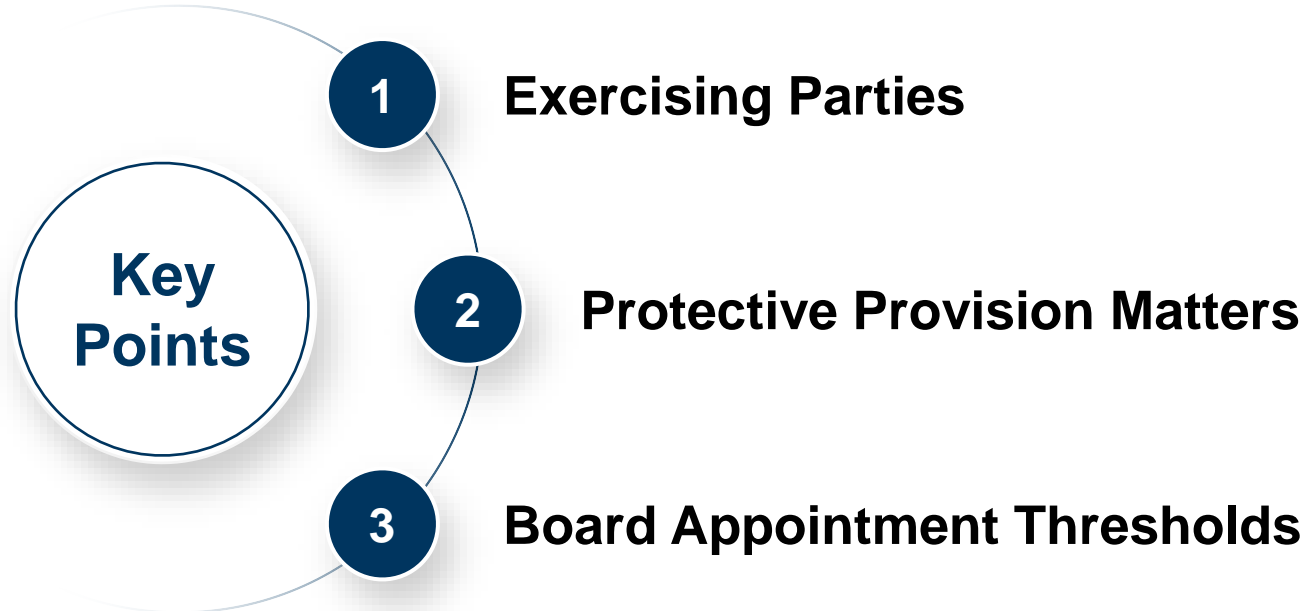 Key
Points
1
Exercising Parties
2
Protective Provision Matters
3
Board Appointment Thresholds